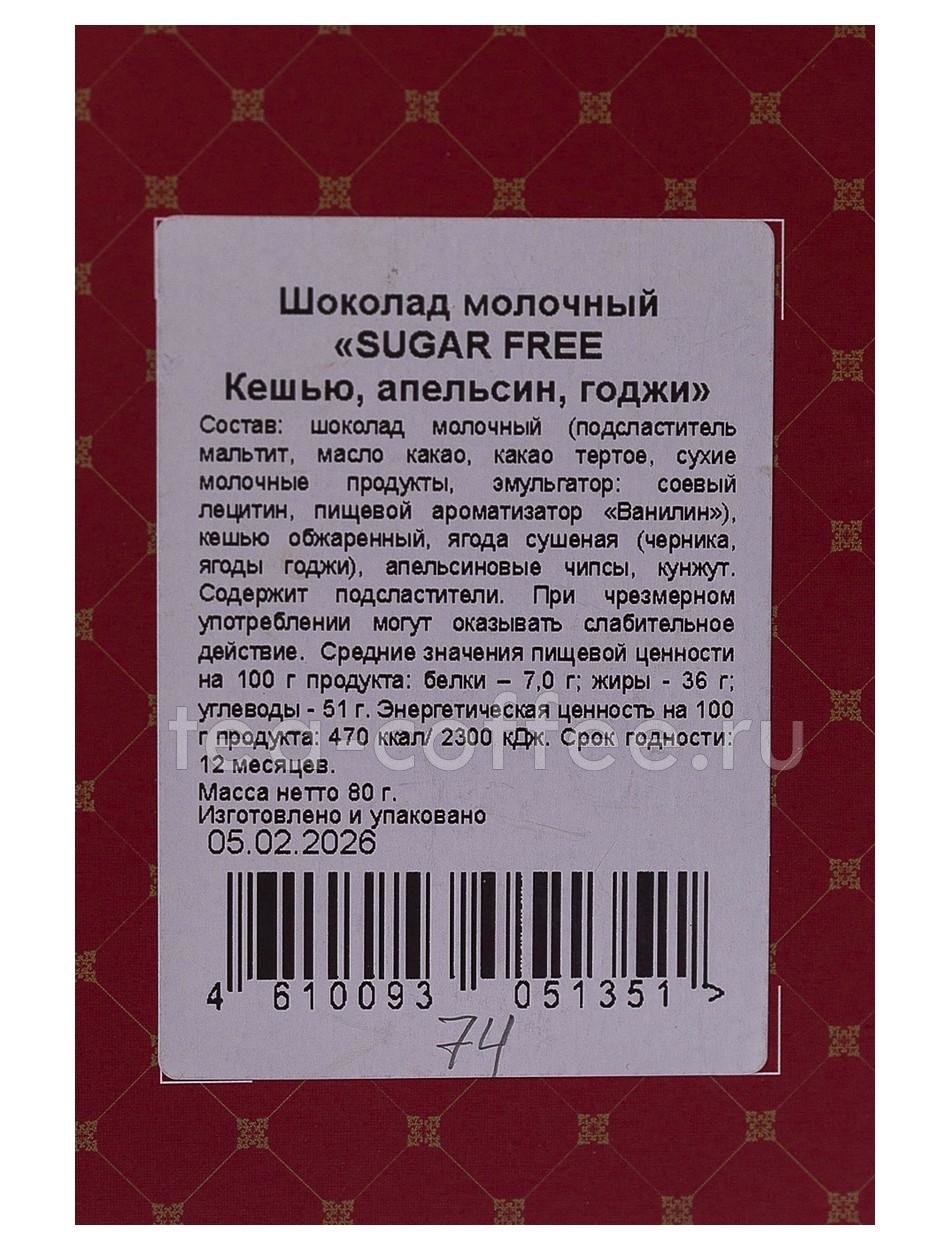 Шоколад молочный
«SUGAR FREE
Кешью, апельсин, годжи»
Состав: шоколад молочный (подсластитель
мальтит, масло какао, какао тертое, сухие
молочные продукты, эмульгатор: соевый
лецитин, пищевой ароматизатор «Ванилин»),
кешью обжаренный, ягода сушеная (черника,
ягоды годжи), апельсиновые чипсы, кунжут.
Содержит подсластители. При чрезмерном
употреблении могут оказывать слабительное
действие. Средние значения пищевой ценности
на 100 г продукта: белки – 7,0 г; жиры - 36 г;
углеводы - 51 г. Энергетическая ценность на 100
г продукта: 470 ккал/ 2300 кДж. Срок годности:
tea-coffee.ru
12 месяцев.
Масса нетто 80 г.
Изготовлено и упаковано
05.02.2026
4 610093 051351 >
74